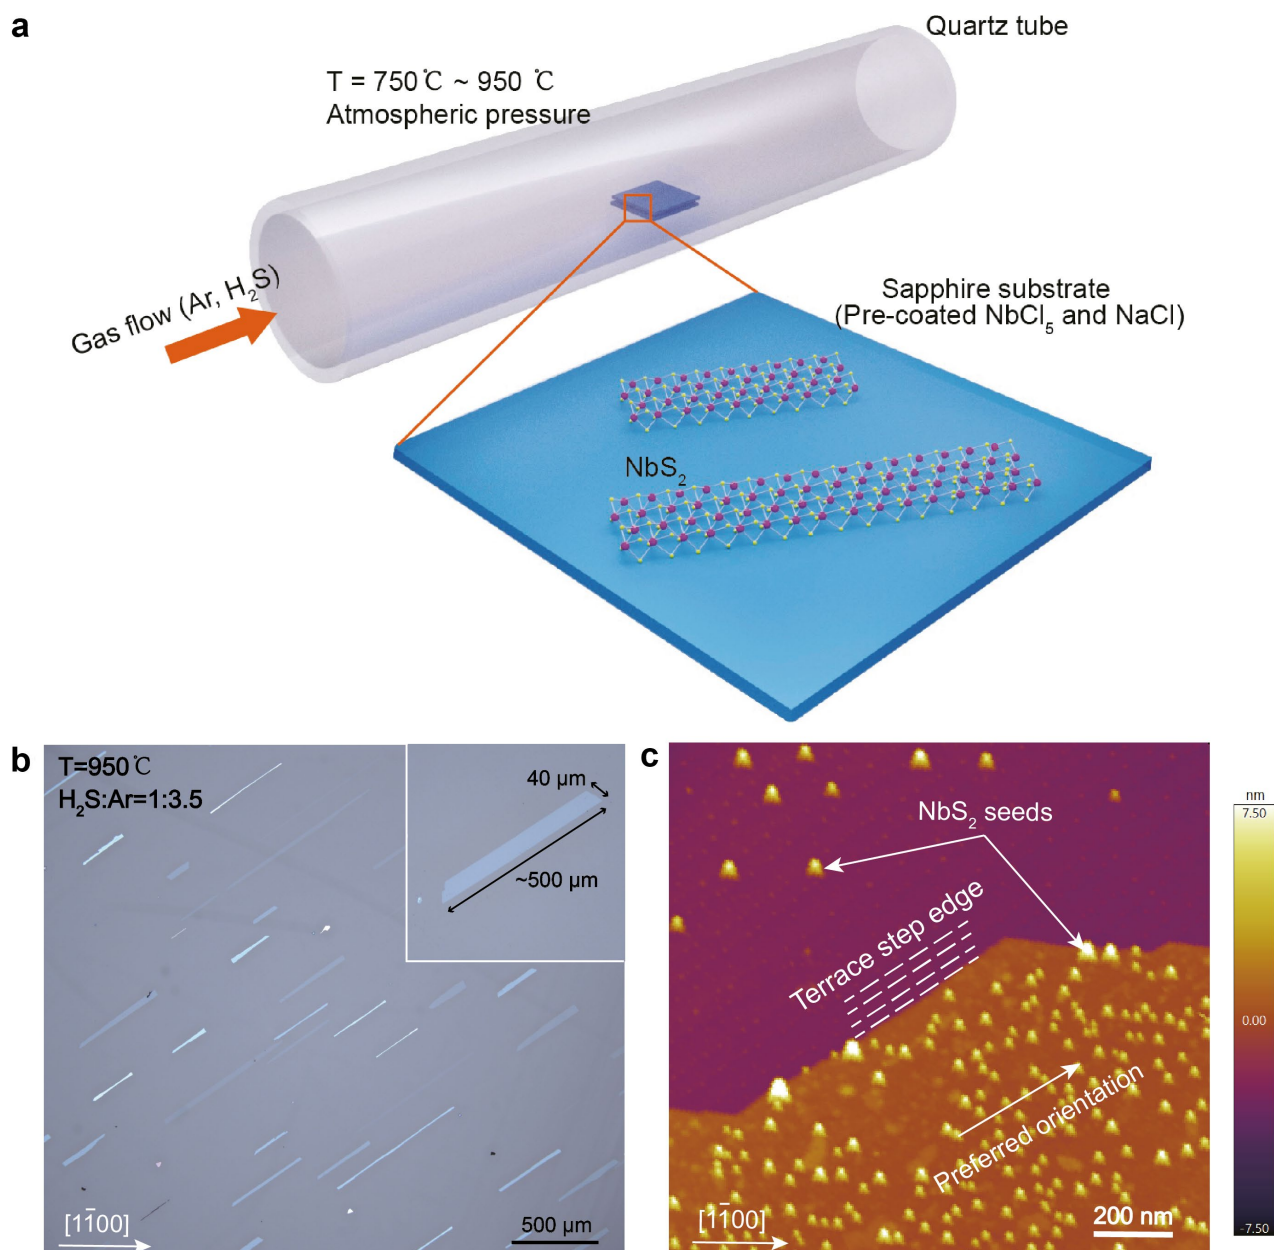 a
Quartz tube
T = 750℃ ~ 950 ℃
Atmospheric pressure
Gas flow (Ar, H₂S)
Sapphire substrate
(Pre-coated NbCl₅ and NaCl)
NbS₂
b
T=950℃
H₂S:Ar=1:3.5
40 μm
~500 μm
[11̄00]
500 μm
c
NbS₂ seeds
Terrace step edge
Preferred orientation
[11̄00]
200 nm
nm
7.50
0.00
-7.50